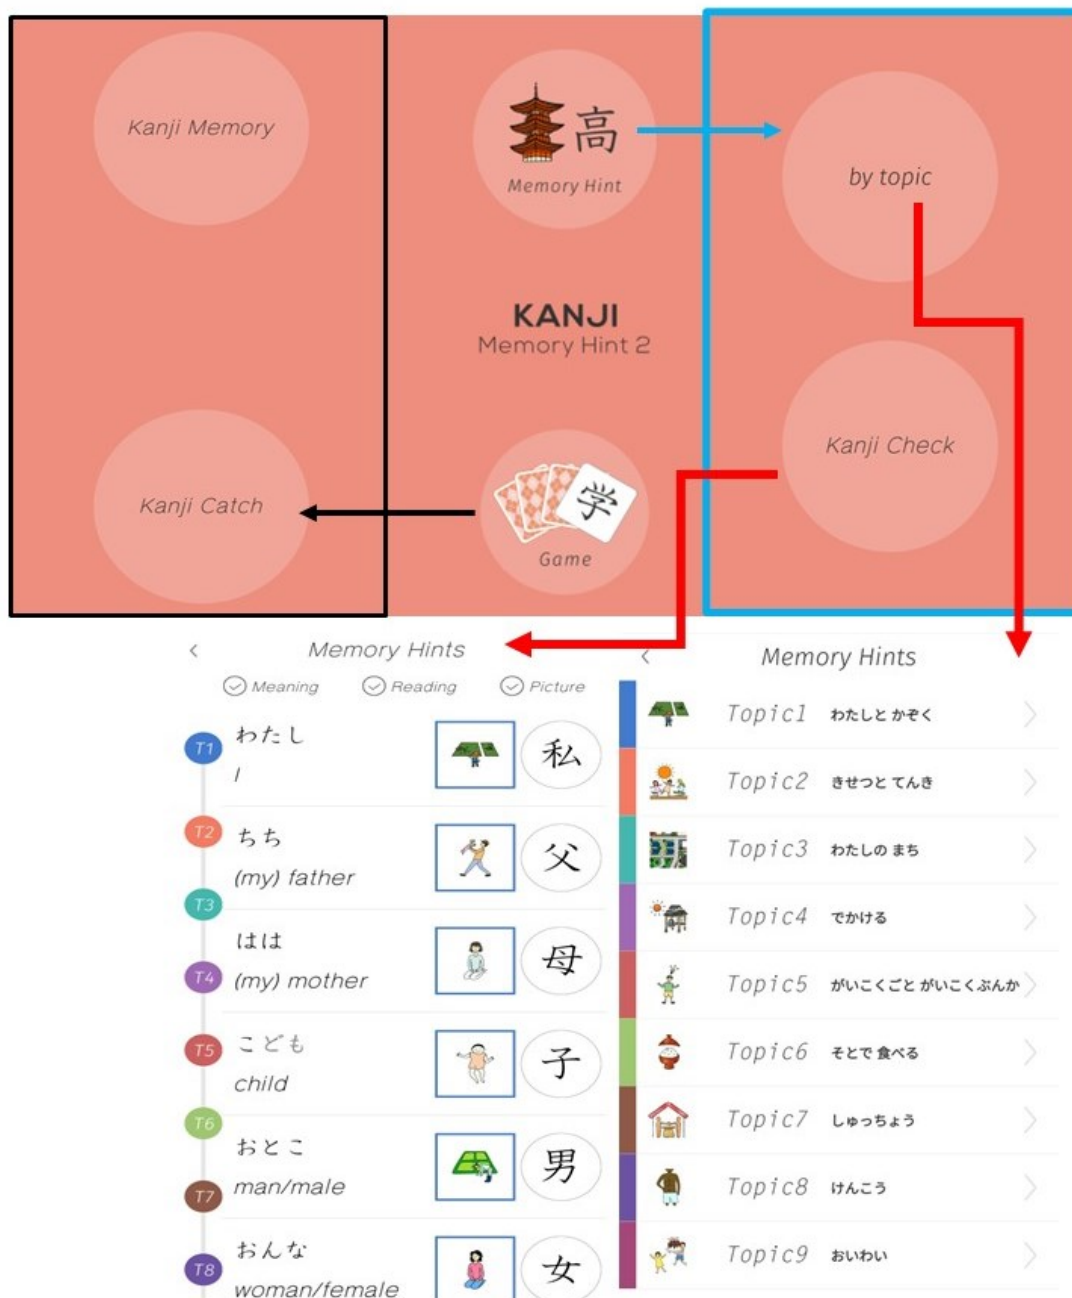 Kanji Memory
Kanji Catch
高
Memory Hint
KANJI
Memory Hint 2
学
Game
by topic
Kanji Check
Memory Hints
Meaning Reading Picture
T1
わたし
I
私
T2
ちち
(my) father
父
T3
はは
(my) mother
母
T4
T5
こども
child
子
T6
おとこ
man/male
男
T7
おんな
woman/female
女
T8
Memory Hints
Topic1 わたしと かぞく
Topic2 きせつと てんき
Topic3 わたしの まち
Topic4 でかける
Topic5 がいこくごと がいこくぶんか
Topic6 そとで 食べる
Topic7 しゅっちょう
Topic8 けんこう
Topic9 おいわい